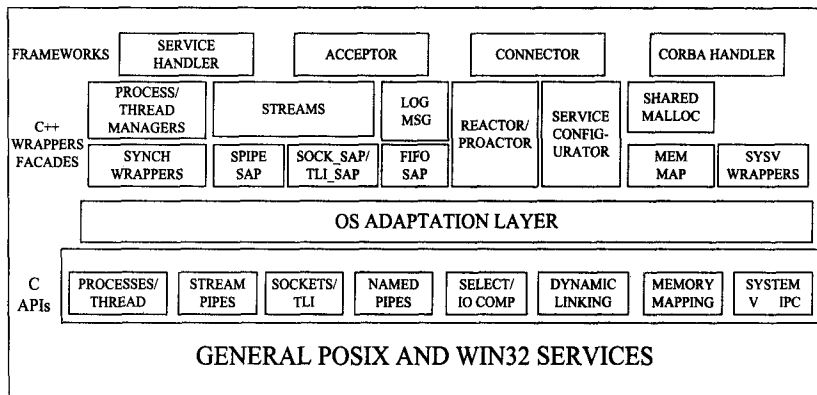 FRAMEWORKS
SERVICE
HANDLER
ACCEPTOR
CONNECTOR
CORBA HANDLER
C++
WRAPPERS
FACADES
PROCESS/
THREAD
MANAGERS
STREAMS
LOG
MSG
REACTOR/
PROACTOR
SERVICE
CONFIG-
URATOR
SHARED
MALLOC
SYNCH
WRAPPERS
SPIPE
SAP
SOCK_SAP/
TLI_SAP
FIFO
SAP
MEM
MAP
SYSV
WRAPPERS
OS ADAPTATION LAYER
C
APIs
PROCESSES/
THREAD
STREAM
PIPES
SOCKETS/
TLI
NAMED
PIPES
SELECT/
IO COMP
DYNAMIC
LINKING
MEMORY
MAPPING
SYSTEM
V IPC
GENERAL POSIX AND WIN32 SERVICES